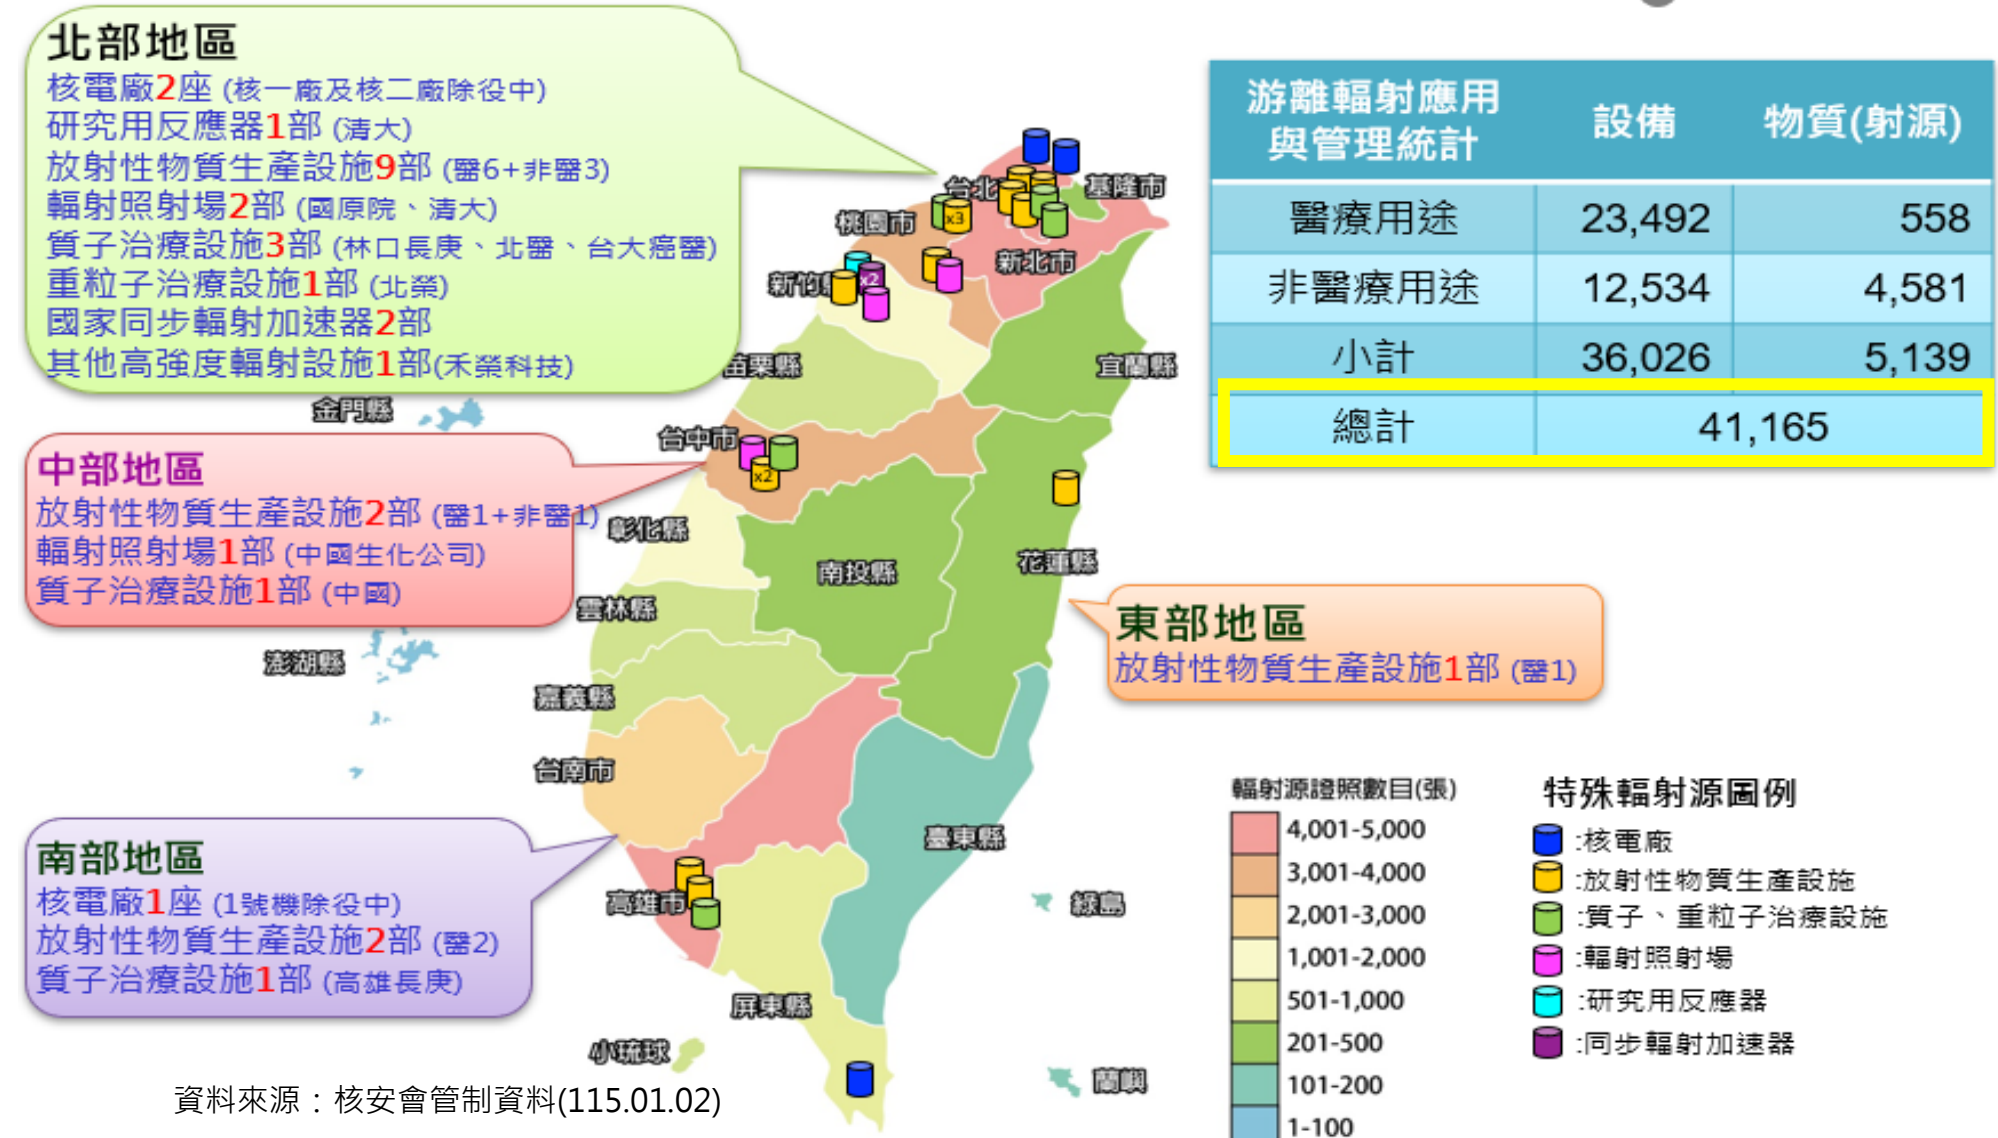 北部地區
核電廠2座 (核一廠及核二廠除役中)
研究用反應器1部 (清大)
放射性物質生產設施9部 (醫6+非醫3)
輻射照射場2部 (國原院、清大)
質子治療設施3部 (林口長庚、北醫、台大癌醫)
重粒子治療設施1部 (北榮)
國家同步輻射加速器2部
其他高強度輻射設施1部(禾榮科技)
中部地區
放射性物質生產設施2部 (醫1+非醫1)
輻射照射場1部 (中國生化公司)
質子治療設施1部 (中國)
南部地區
核電廠1座 (1號機除役中)
放射性物質生產設施2部 (醫2)
質子治療設施1部 (高雄長庚)
東部地區
放射性物質生產設施1部 (醫1)
台北
基隆市
桃園市
x3
新北市
新竹縣
x2
苗栗縣
宜蘭縣
金門縣
台中市
x2
彰化縣
南投縣
花蓮縣
雲林縣
澎湖縣
嘉義縣
台南市
臺東縣
高雄市
綠島
屏東縣
小琉球
蘭嶼
游離輻射應用與管理統計 設備 物質(射源)
醫療用途 23,492 558
非醫療用途 12,534 4,581
小計 36,026 5,139
總計 41,165
輻射源證照數目(張)
4,001-5,000
3,001-4,000
2,001-3,000
1,001-2,000
501-1,000
201-500
101-200
1-100
特殊輻射源圖例
:核電廠
:放射性物質生產設施
:質子、重粒子治療設施
:輻射照射場
:研究用反應器
:同步輻射加速器
資料來源：核安會管制資料(115.01.02)